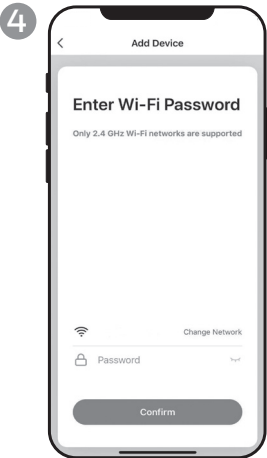 4
Add Device
Enter Wi-Fi Password
Only 2.4 GHz Wi-Fi networks are supported
Change Network
Password
Confirm